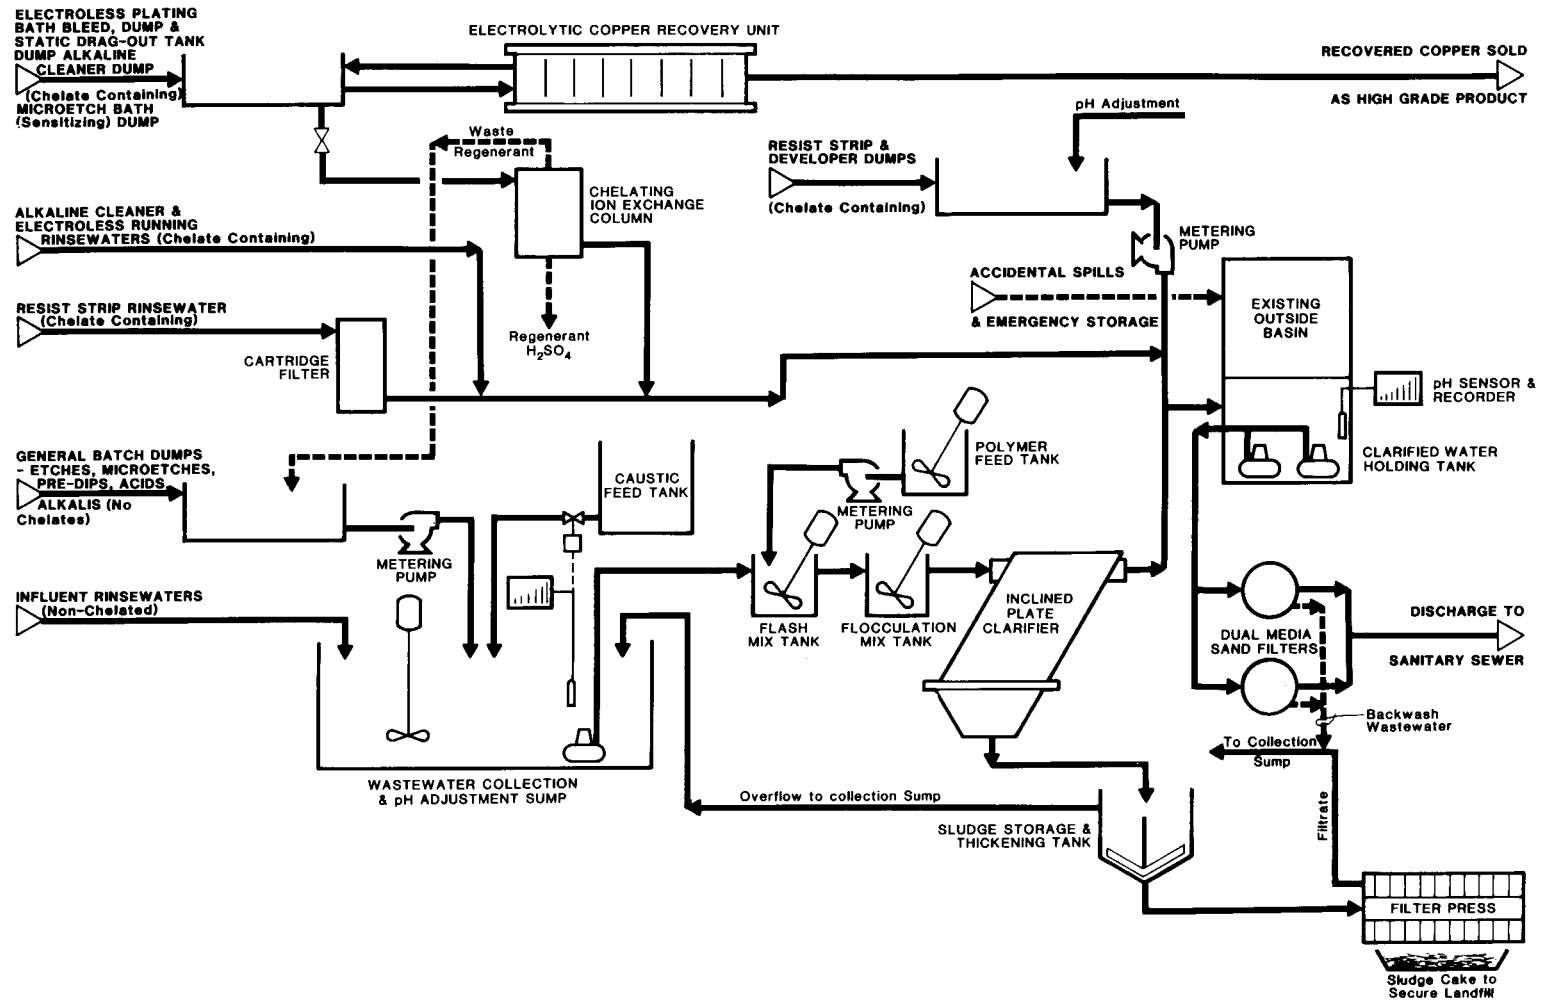 ELECTROLESS PLATING
BATH BLEED, DUMP &
STATIC DRAG-OUT TANK
DUMP ALKALINE
CLEANER DUMP
(Chelate Containing)
MICROETCH BATH
(Sensitizing) DUMP
ELECTROLYTIC COPPER RECOVERY UNIT
RECOVERED COPPER SOLD
AS HIGH GRADE PRODUCT
pH Adjustment
Waste
Regenerant
RESIST STRIP &
DEVELOPER DUMPS
(Chelate Containing)
CHELATING
ION EXCHANGE
COLUMN
ALKALINE CLEANER &
ELECTROLESS RUNNING
RINSEWATERS (Chelate Containing)
METERING
PUMP
ACCIDENTAL SPILLS
& EMERGENCY STORAGE
EXISTING
OUTSIDE
BASIN
RESIST STRIP RINSEWATER
(Chelate Containing)
Regenerant
H2SO4
CARTRIDGE
FILTER
pH SENSOR &
RECORDER
CLARIFIED WATER
HOLDING TANK
GENERAL BATCH DUMPS
- ETCHES, MICROETCHES,
PRE-DIPS, ACIDS,
ALKALIS (No
Chelates)
CAUSTIC
FEED TANK
POLYMER
FEED TANK
METERING
PUMP
METERING
PUMP
INFLUENT RINSEWATERS
(Non-Chelated)
FLASH
MIX TANK
FLOCCULATION
MIX TANK
INCLINED
PLATE
CLARIFIER
DUAL MEDIA
SAND FILTERS
DISCHARGE TO
SANITARY SEWER
Backwash
Wastewater
To Collection
Sump
WASTEWATER COLLECTION
& pH ADJUSTMENT SUMP
Overflow to collection Sump
SLUDGE STORAGE &
THICKENING TANK
Filtrate
FILTER PRESS
Sludge Cake to
Secure Landfill